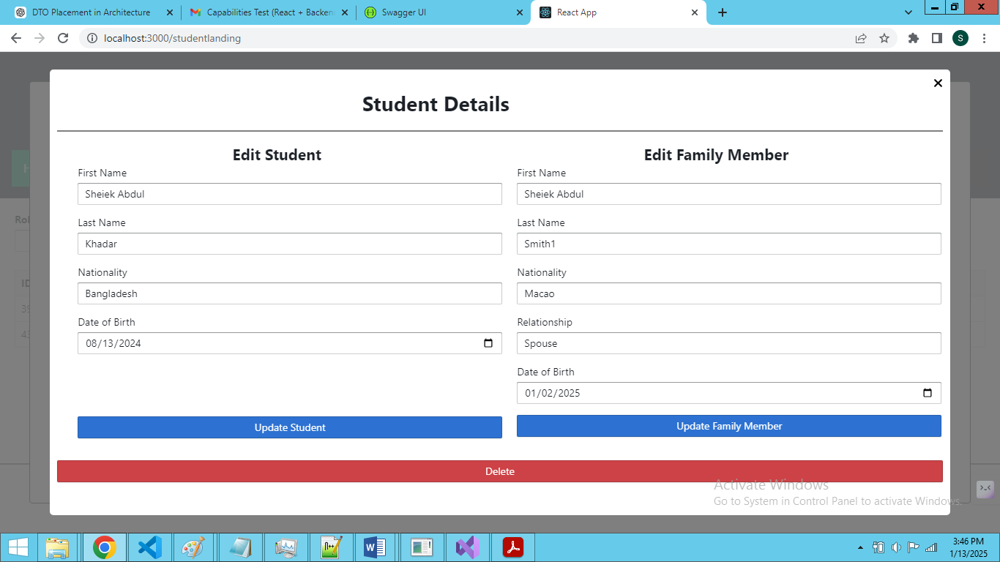 DTO Placement in Architecture
Capabilities Test (React + Backen
Swagger UI
React App
localhost:3000/studentlanding
S
Student Details
Edit Student
First Name
Sheiek Abdul
Last Name
Khadar
Nationality
Bangladesh
Date of Birth
08/13/2024
Update Student
Edit Family Member
First Name
Sheiek Abdul
Last Name
Smith1
Nationality
Macao
Relationship
Spouse
Date of Birth
01/02/2025
Update Family Member
Delete
Activate Windows
Go to System in Control Panel to activate Windows.
ID
3:46 PM
1/13/2025